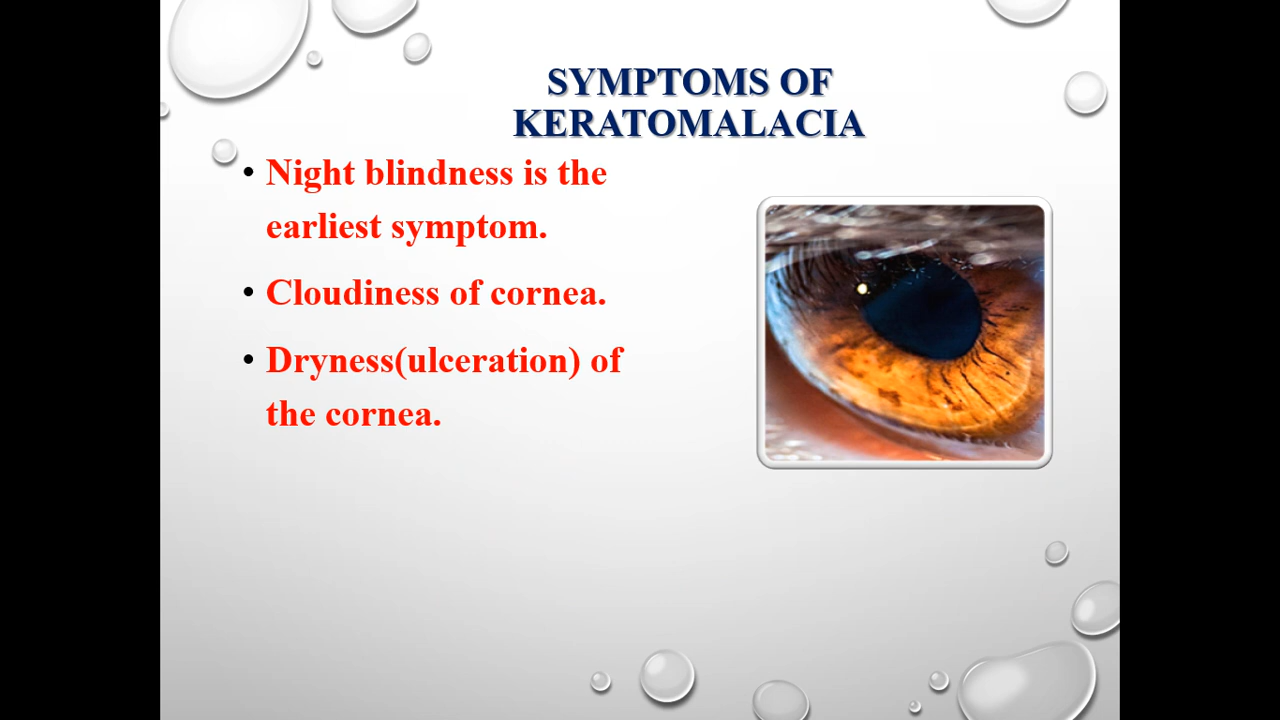 SYMPTOMS OF
KERATOMALACIA
• Night blindness is the
earliest symptom.
• Cloudiness of cornea.
• Dryness(ulceration) of
the cornea.